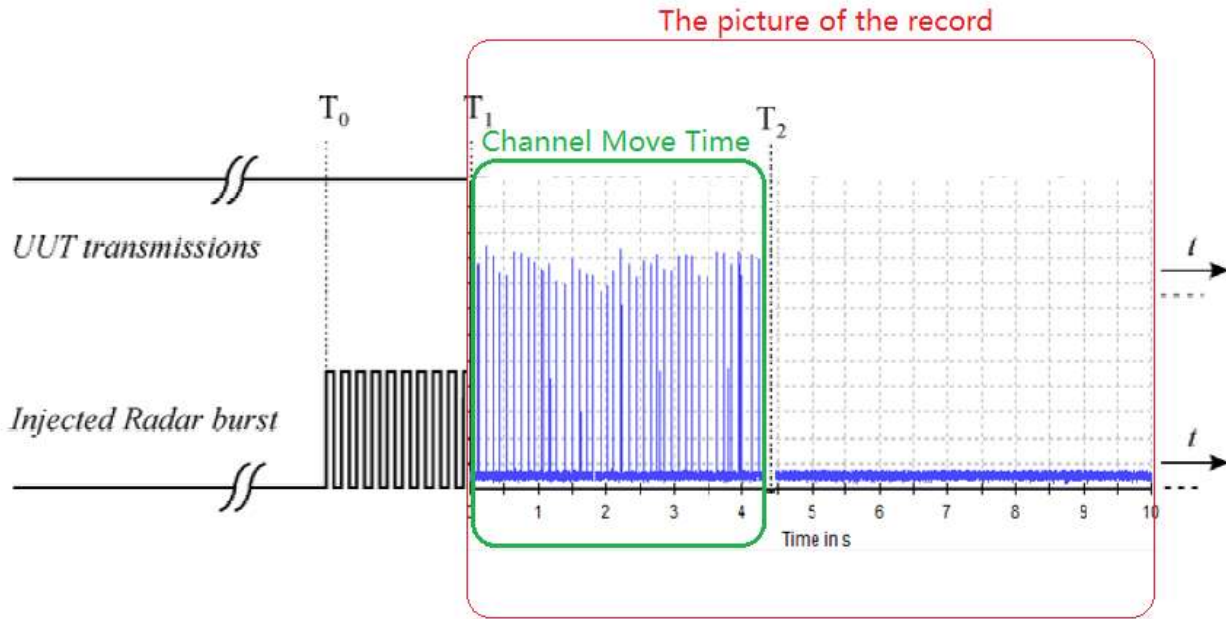 The picture of the record
T0
T1
T2
Channel Move Time
UUT transmissions
t
Injected Radar burst
t
1 2 3 4 5 6 7 8 9 10
Time in s